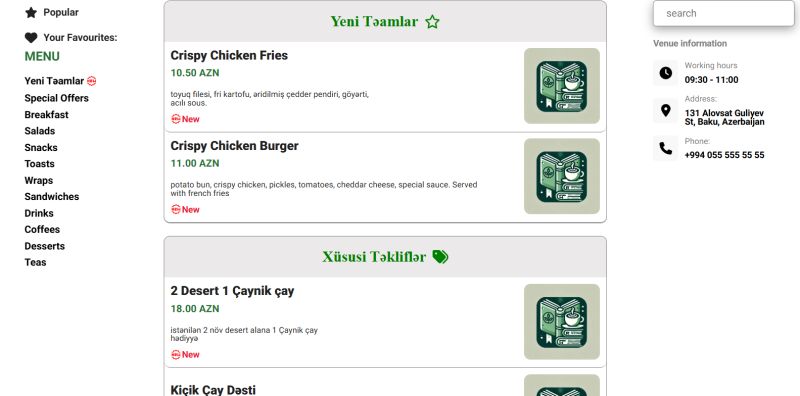 Popular
Your Favourites:
MENU
Yeni Təamlar
Special Offers
Breakfast
Salads
Snacks
Toasts
Wraps
Sandwiches
Drinks
Coffees
Desserts
Teas
Yeni Təamlar
Crispy Chicken Fries
10.50 AZN
toyuq filesi, fri kartofu, əridilmiş çedder pendiri, göyərti,
acılı sous.
New
Crispy Chicken Burger
11.00 AZN
potato bun, crispy chicken, pickles, tomatoes, cheddar cheese, special sauce. Served
with french fries
New
Xüsusi Təkliflər
2 Desert 1 Çaynik çay
18.00 AZN
istənilən 2 növ desert alana 1 Çaynik çay
hədiyyə
New
Kiçik Çay Dəsti
search
Venue information
Working hours
09:30 - 11:00
Address:
131 Alovsat Guliyev
St, Baku, Azerbaijan
Phone:
+994 055 555 55 55